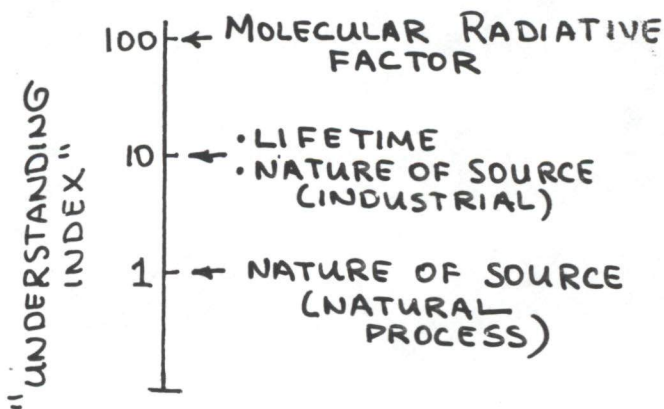 "UNDERSTANDING
INDEX"
100 ← MOLECULAR RADIATIVE
FACTOR
10 ← • LIFETIME
• NATURE OF SOURCE
(INDUSTRIAL)
1 ← NATURE OF SOURCE
(NATURAL
PROCESS)